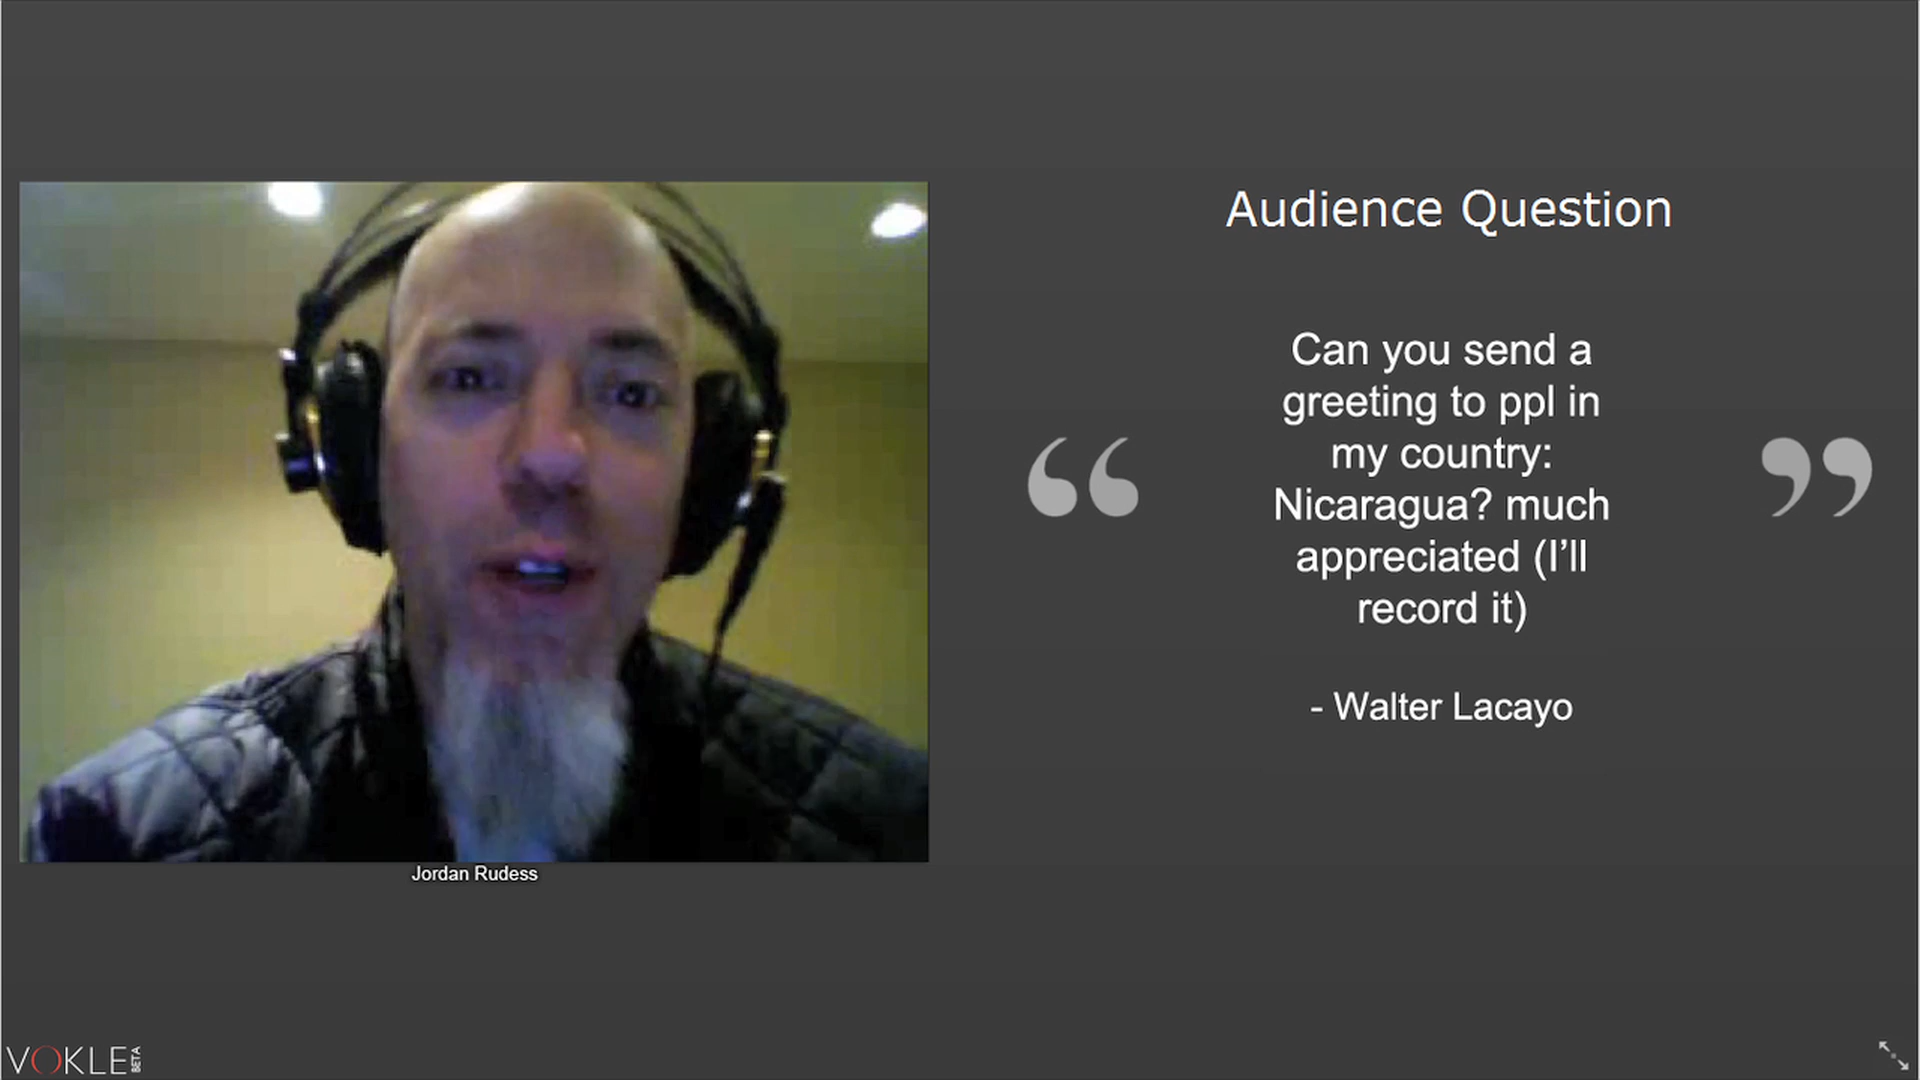 Audience Question
Can you send a
greeting to ppl in
my country:
Nicaragua? much
appreciated (I’ll
record it)
- Walter Lacayo
Jordan Rudess
VOKLE BETA